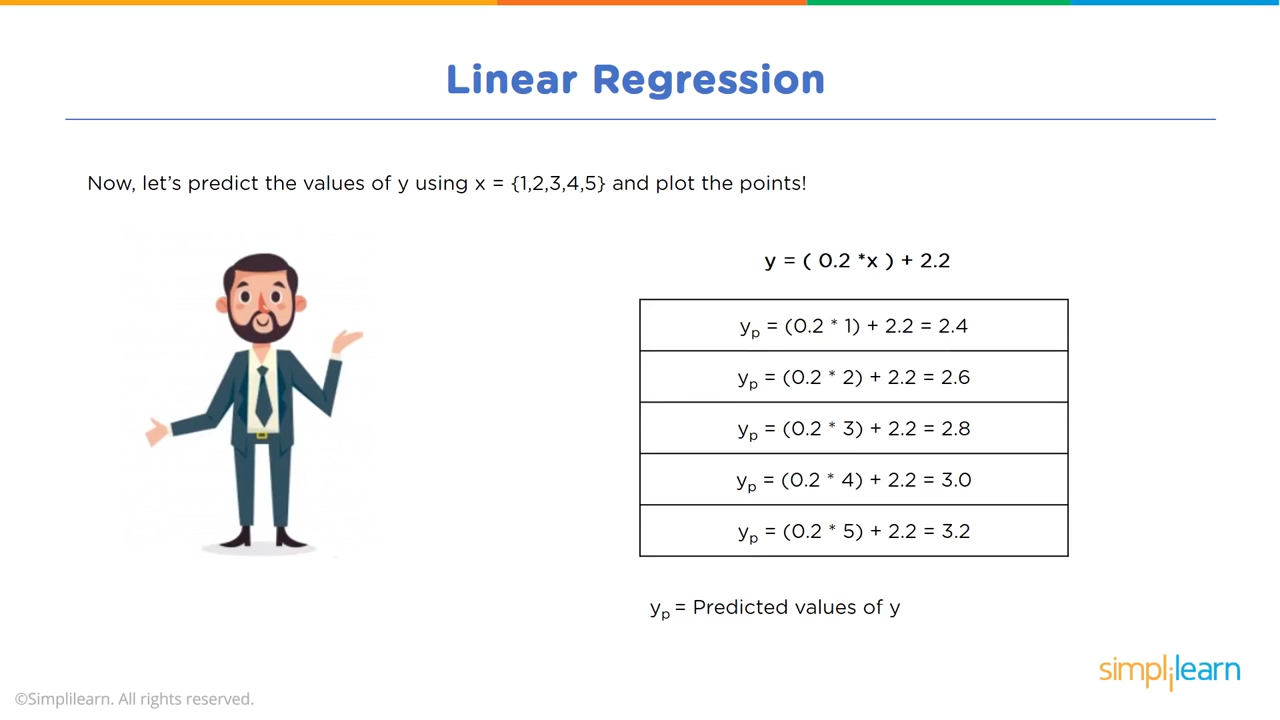 Linear Regression
Now, let's predict the values of y using x = {1,2,3,4,5} and plot the points!
y = ( 0.2 *x ) + 2.2
yp = (0.2 * 1) + 2.2 = 2.4
yp = (0.2 * 2) + 2.2 = 2.6
yp = (0.2 * 3) + 2.2 = 2.8
yp = (0.2 * 4) + 2.2 = 3.0
yp = (0.2 * 5) + 2.2 = 3.2
yp = Predicted values of y
simplilearn
©Simplilearn. All rights reserved.